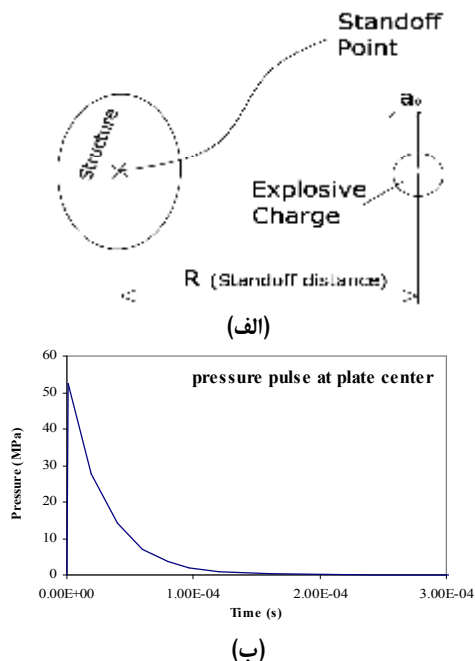 Standoff
Point
Structure
a₀
Explosive
Charge
R (Standoff distance)
(الف)
pressure pulse at plate center
Pressure (MPa)
60
50
40
30
20
10
0
0.00E+00 1.00E-04 2.00E-04 3.00E-04
Time (s)
(ب)